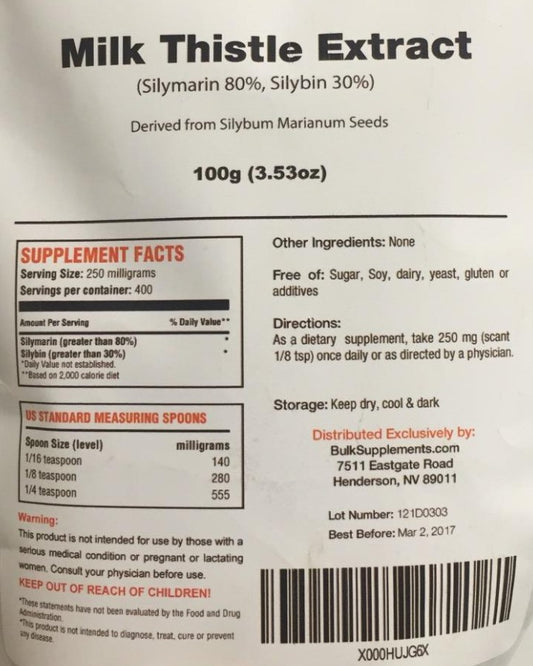 Milk Thistle Extract
(Silymarin 80%, Silybin 30%)
Derived from Silybum Marianum Seeds
100g (3.53oz)
SUPPLEMENT FACTS
Serving Size: 250 milligrams
Servings per container: 400
Amount Per Serving % Daily Value**
Silymarin (greater than 80%) *
Silybin (greater than 30%) *
*Daily Value not established.
**Based on 2,000 calorie diet
US STANDARD MEASURING SPOONS
Spoon Size (level) milligrams
1/16 teaspoon 140
1/8 teaspoon 280
1/4 teaspoon 555
Warning:
This product is not intended for use by those with a
serious medical condition or pregnant or lactating
women. Consult your physician before use.
KEEP OUT OF REACH OF CHILDREN!
*These statements have not been evaluated by the Food and Drug
Administration.
*This product is not intended to diagnose, treat, cure or prevent
any disease.
Other Ingredients: None
Free of: Sugar, Soy, dairy, yeast, gluten or
additives
Directions:
As a dietary supplement, take 250 mg (scant
1/8 tsp) once daily or as directed by a physician.
Storage: Keep dry, cool & dark
Distributed Exclusively by:
BulkSupplements.com
7511 Eastgate Road
Henderson, NV 89011
Lot Number: 121D0303
Best Before: Mar 2, 2017
X000HUJG6X